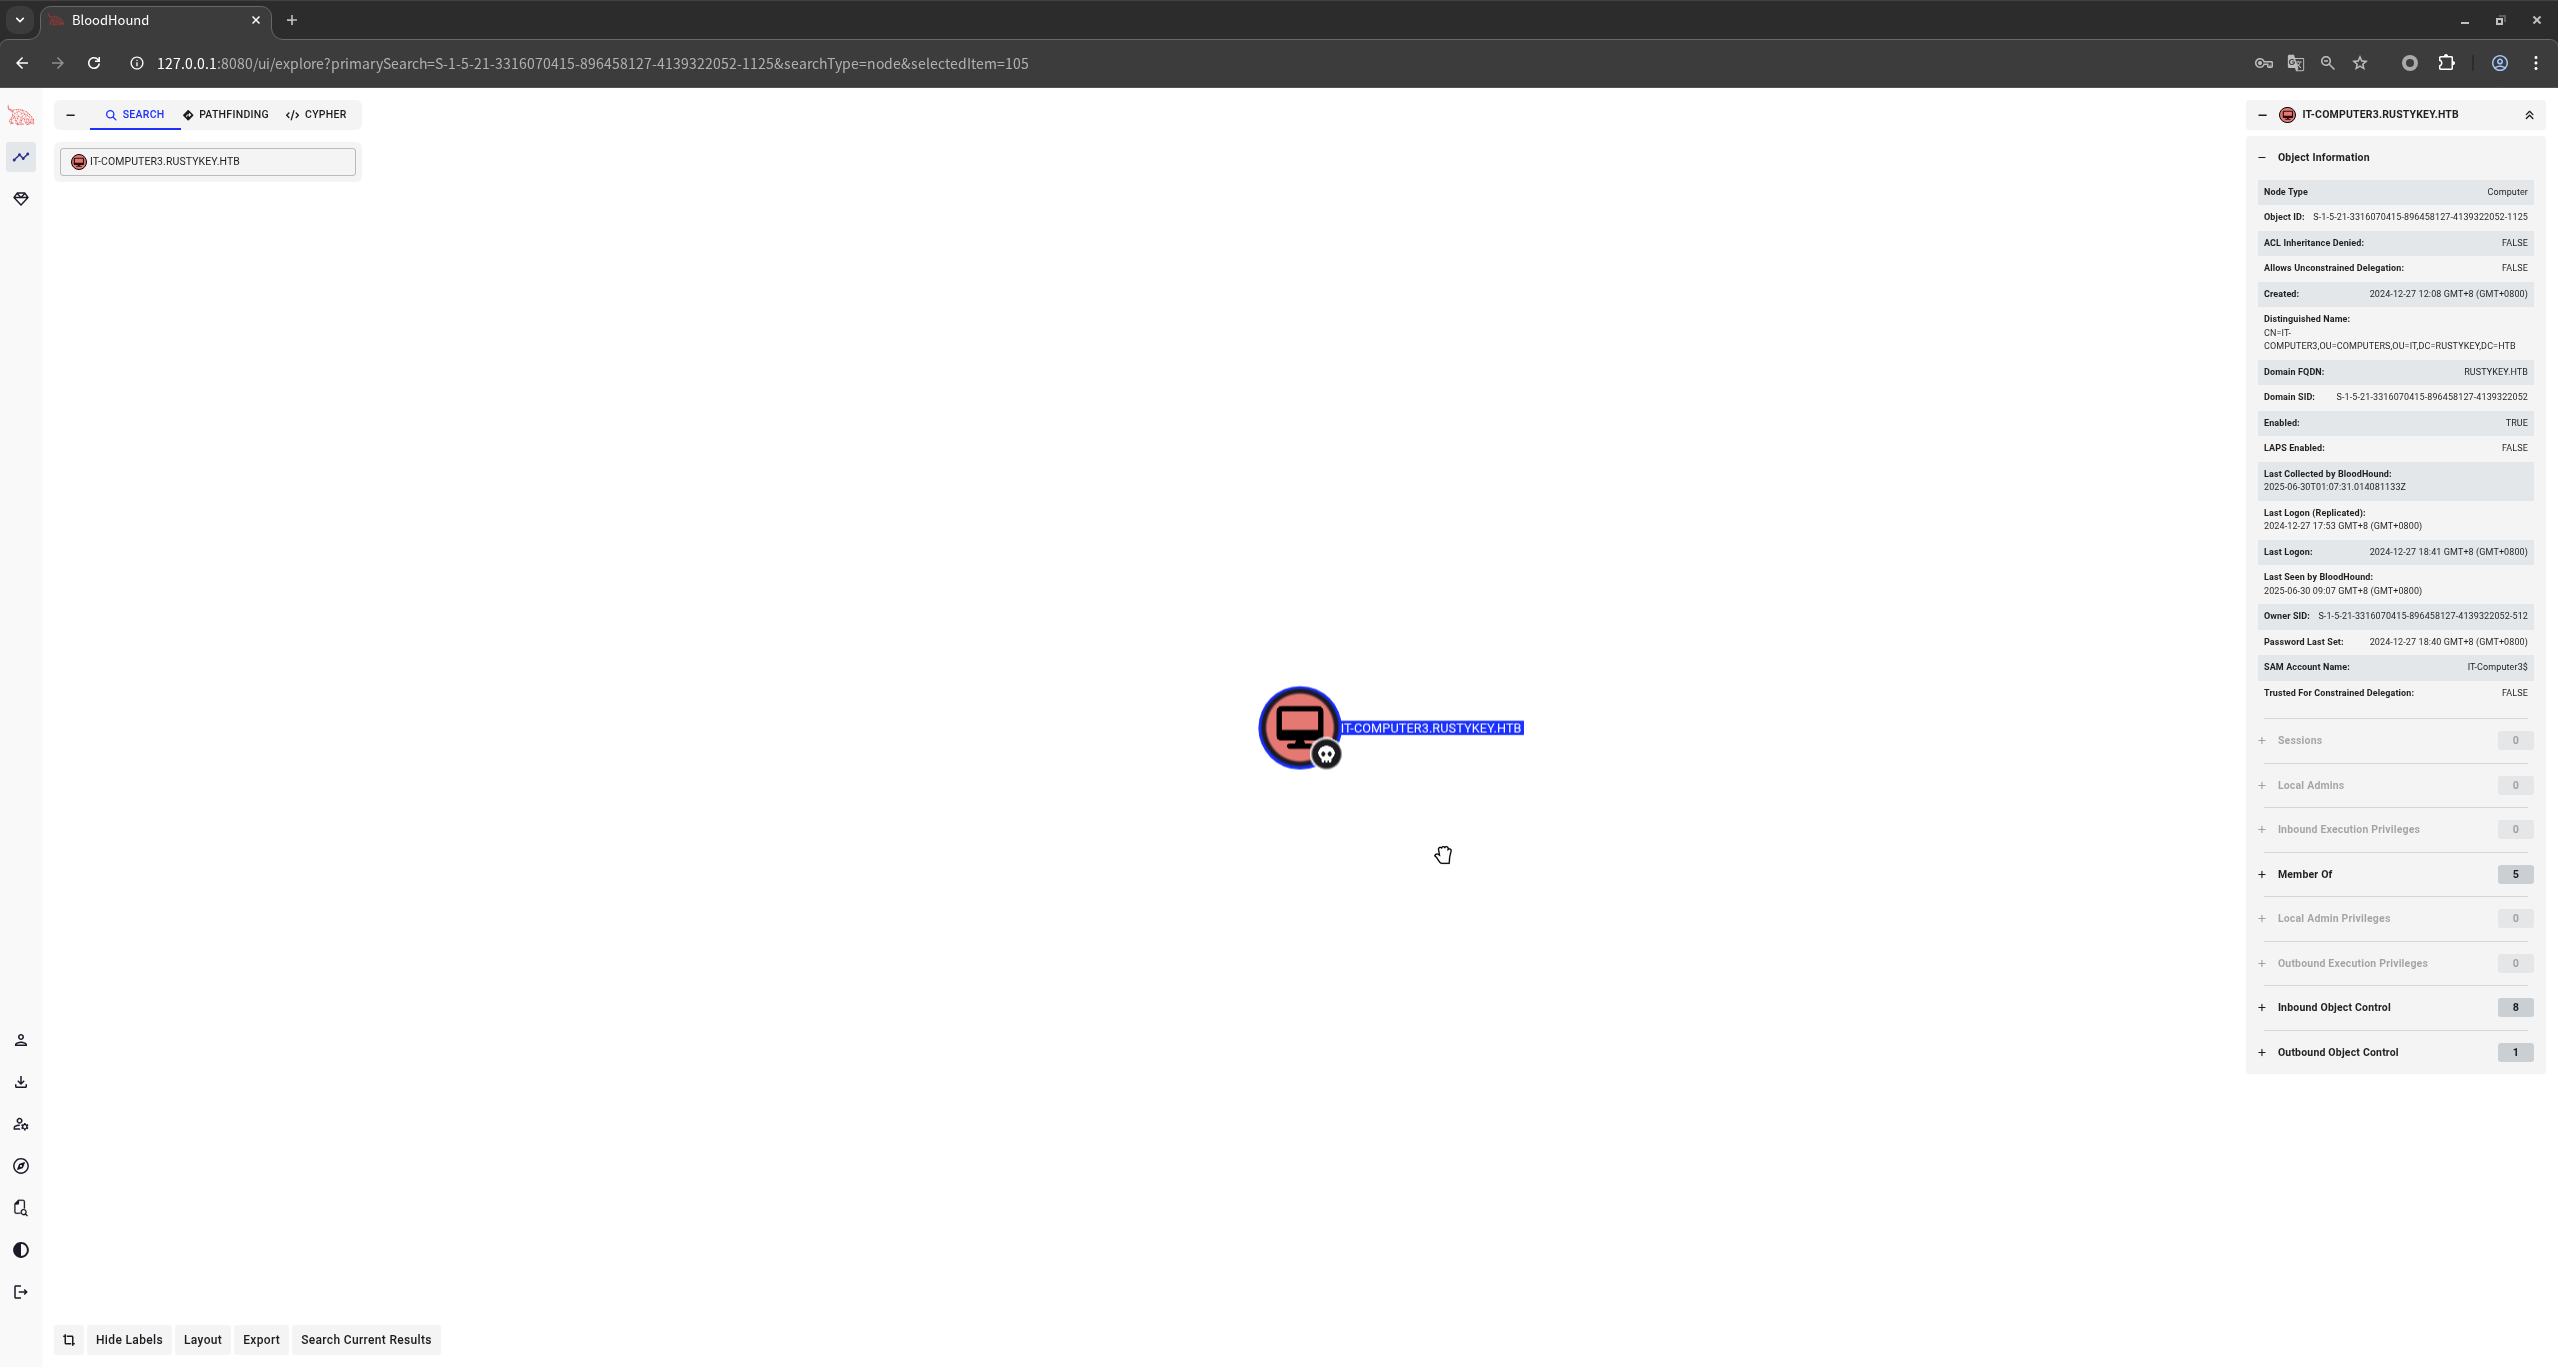 BloodHound
127.0.0.1:8080/ui/explore?primarySearch=S-1-5-21-3316070415-896458127-4139322052-1125&searchType=node&selectedItem=105
SEARCH
PATHFINDING
</> CYPHER
IT-COMPUTER3.RUSTYKEY.HTB
IT-COMPUTER3.RUSTYKEY.HTB
Hide Labels
Layout
Export
Search Current Results
IT-COMPUTER3.RUSTYKEY.HTB
Object Information
Node Type Computer
Object ID: S-1-5-21-3316070415-896458127-4139322052-1125
ACL Inheritance Denied: FALSE
Allows Unconstrained Delegation: FALSE
Created: 2024-12-27 12:08 GMT+8 (GMT+0800)
Distinguished Name:
CN=IT-
COMPUTER3,OU=COMPUTERS,OU=IT,DC=RUSTYKEY,DC=HTB
Domain FQDN: RUSTYKEY.HTB
Domain SID: S-1-5-21-3316070415-896458127-4139322052
Enabled: TRUE
LAPS Enabled: FALSE
Last Collected by BloodHound:
2025-06-30T01:07:31.014081133Z
Last Logon (Replicated):
2024-12-27 17:53 GMT+8 (GMT+0800)
Last Logon: 2024-12-27 18:41 GMT+8 (GMT+0800)
Last Seen by BloodHound:
2025-06-30 09:07 GMT+8 (GMT+0800)
Owner SID: S-1-5-21-3316070415-896458127-4139322052-512
Password Last Set: 2024-12-27 18:40 GMT+8 (GMT+0800)
SAM Account Name: IT-Computer3$
Trusted For Constrained Delegation: FALSE
Sessions 0
Local Admins 0
Inbound Execution Privileges 0
Member Of 5
Local Admin Privileges 0
Outbound Execution Privileges 0
Inbound Object Control 8
Outbound Object Control 1